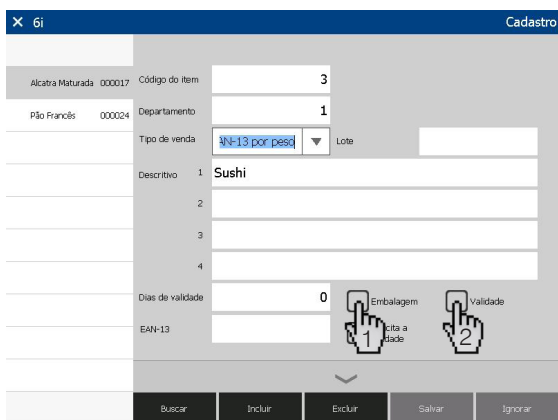 6i Cadastro
Alcatra Maturada 000017 Código do item 3
Pão Francês 000024 Departamento 1
Tipo de venda AN-13 por peso Lote
Descritivo 1 Sushi
2
3
4
Dias de validade 0 Embalagem Validade
EAN-13 cita a
dade
1 2
Buscar Incluir Excluir Salvar Ignorar